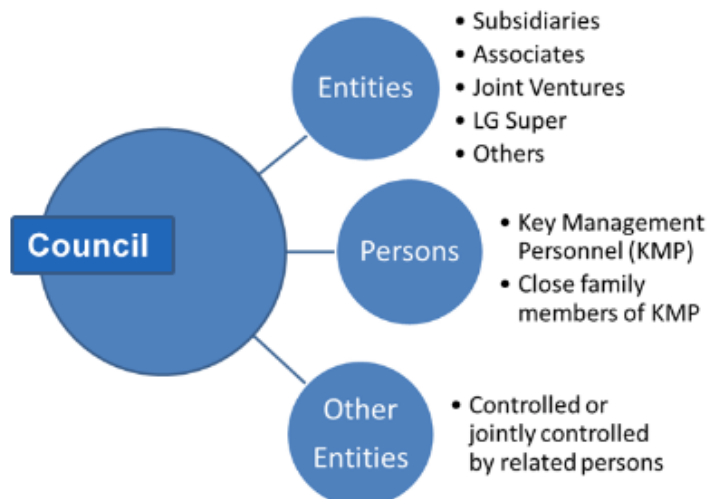 Council
Entities
• Subsidiaries
• Associates
• Joint Ventures
• LG Super
• Others
Persons
• Key Management
Personnel (KMP)
• Close family
members of KMP
Other
Entities
• Controlled or
jointly controlled
by related persons